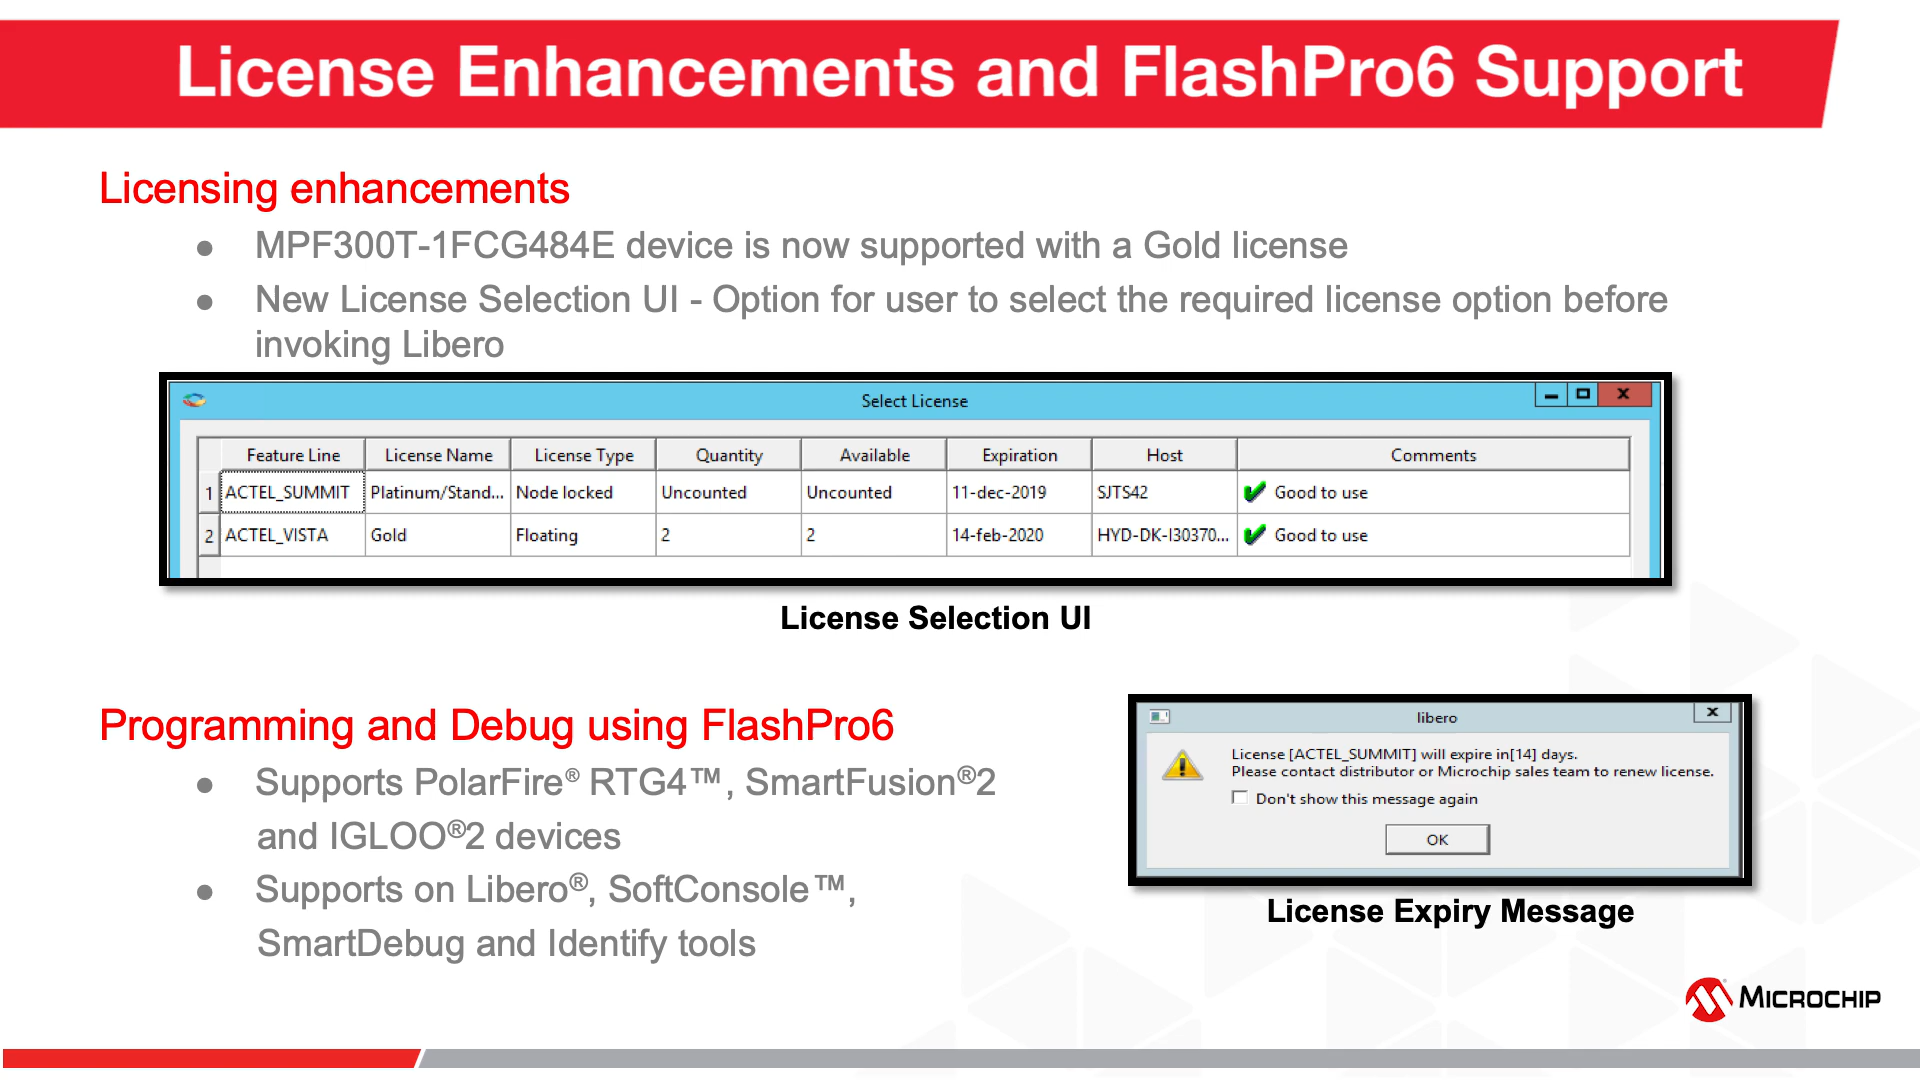 License Enhancements and FlashPro6 Support
Licensing enhancements
● MPF300T-1FCG484E device is now supported with a Gold license
● New License Selection UI - Option for user to select the required license option before
invoking Libero
Select License
Feature Line License Name License Type Quantity Available Expiration Host Comments
1 ACTEL_SUMMIT Platinum/Stand... Node locked Uncounted Uncounted 11-dec-2019 SJTS42 Good to use
2 ACTEL_VISTA Gold Floating 2 2 14-feb-2020 HYD-DK-I30370... Good to use
License Selection UI
Programming and Debug using FlashPro6
● Supports PolarFire® RTG4™, SmartFusion®2
and IGLOO®2 devices
● Supports on Libero®, SoftConsole™,
SmartDebug and Identify tools
libero
License [ACTEL_SUMMIT] will expire in[14] days.
Please contact distributor or Microchip sales team to renew license.
Don't show this message again
OK
License Expiry Message
MICROCHIP